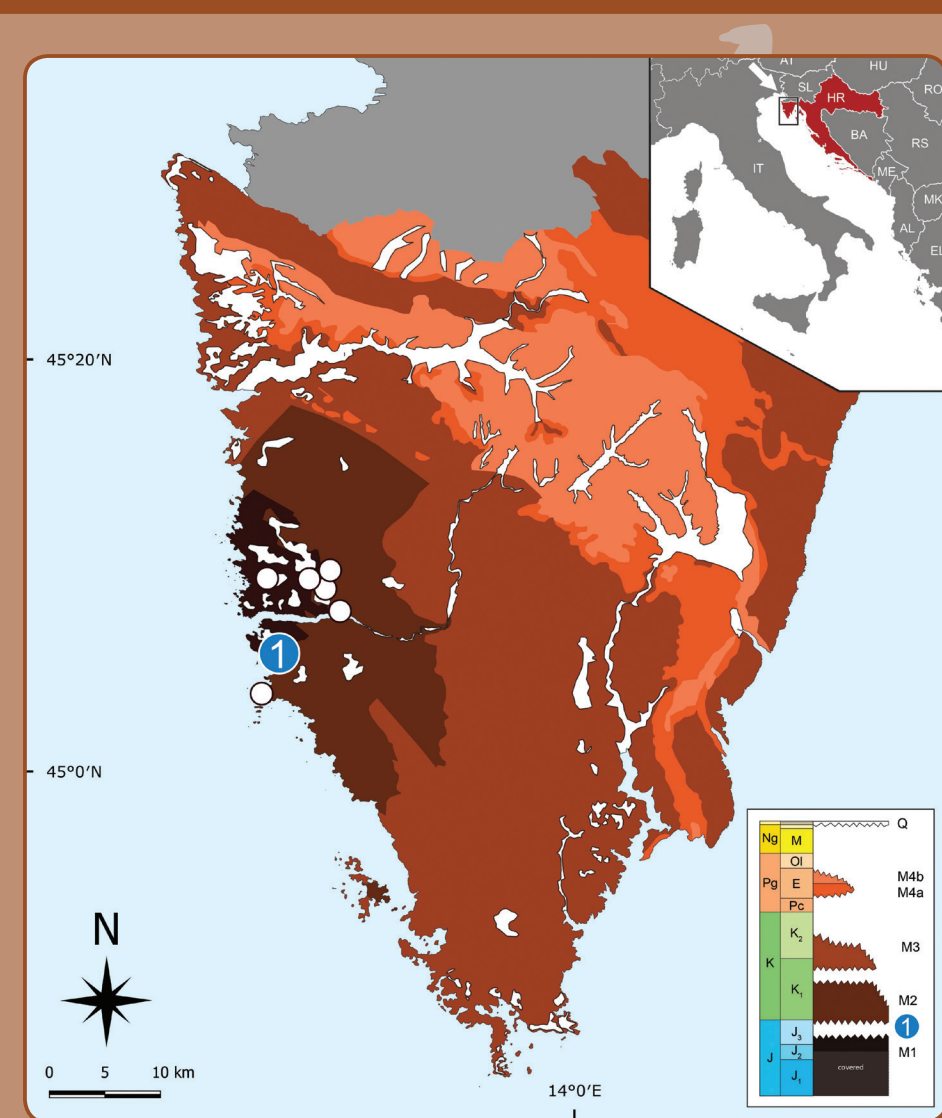 AT
HU
SL
HR
RO
BA
RS
IT
ME
MK
AL
EL
45°20′N
1
45°0′N
N
0 5 10 km
14°0′E
Q
Ng M
Ol
Pg E
M4b
M4a
Pc
K₂
M3
K
K₁
M2
1
J₃
J J₂
M1
J₁
covered